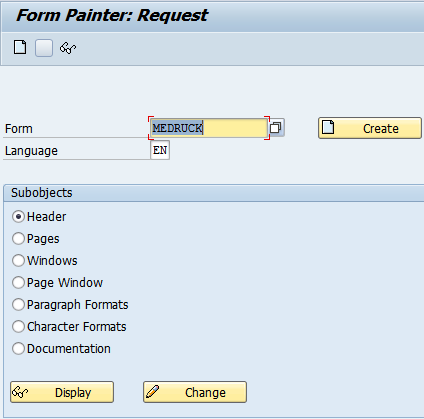 Form Painter: Request
Form MEDRUCK Create
Language EN
Subobjects
Header
Pages
Windows
Page Window
Paragraph Formats
Character Formats
Documentation
Display Change